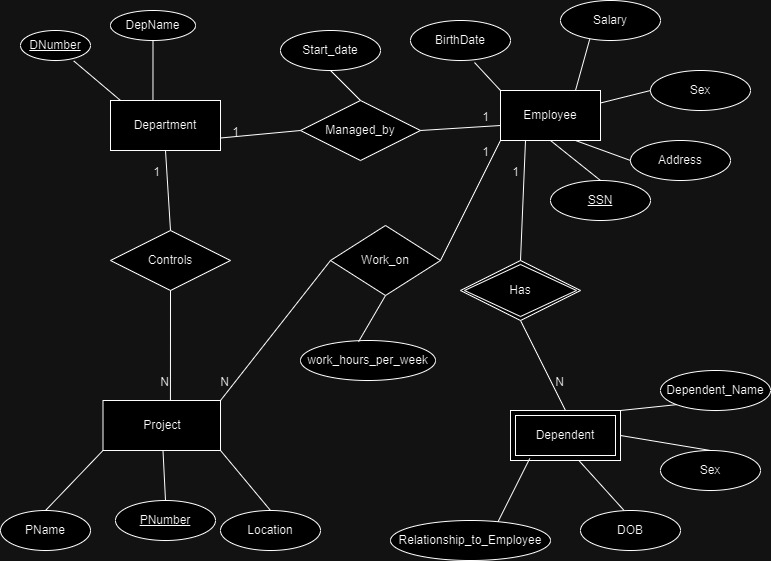 DepName
Salary
DNumber
Start_date
BirthDate
Sex
Department
Employee
1
1
Managed_by
1
Address
1
1
SSN
Controls
Work_on
Has
work_hours_per_week
N
N
N
Dependent_Name
Project
Dependent
Sex
PName
PNumber
Location
Relationship_to_Employee
DOB